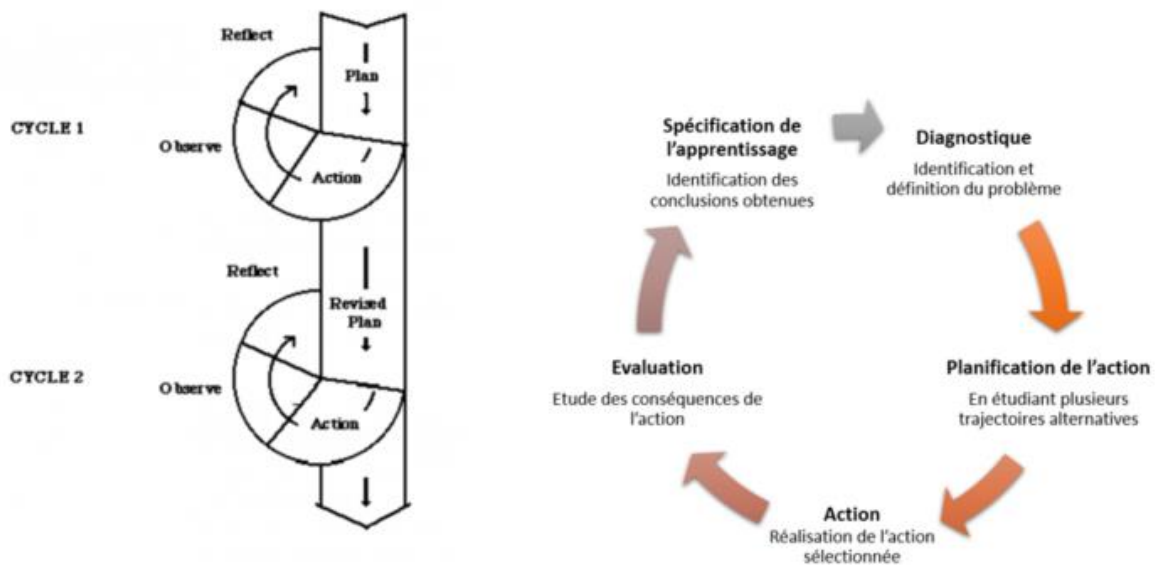 Reflect
Plan
CYCLE 1
Observe
Action
Reflect
Revised
Plan
CYCLE 2
Observe
Action
Spécification de
l'apprentissage
Identification des
conclusions obtenues
Diagnostique
Identification et
définition du problème
Planification de l'action
En étudiant plusieurs
trajectoires alternatives
Action
Réalisation de l'action
sélectionnée
Evaluation
Etude des conséquences de
l'action